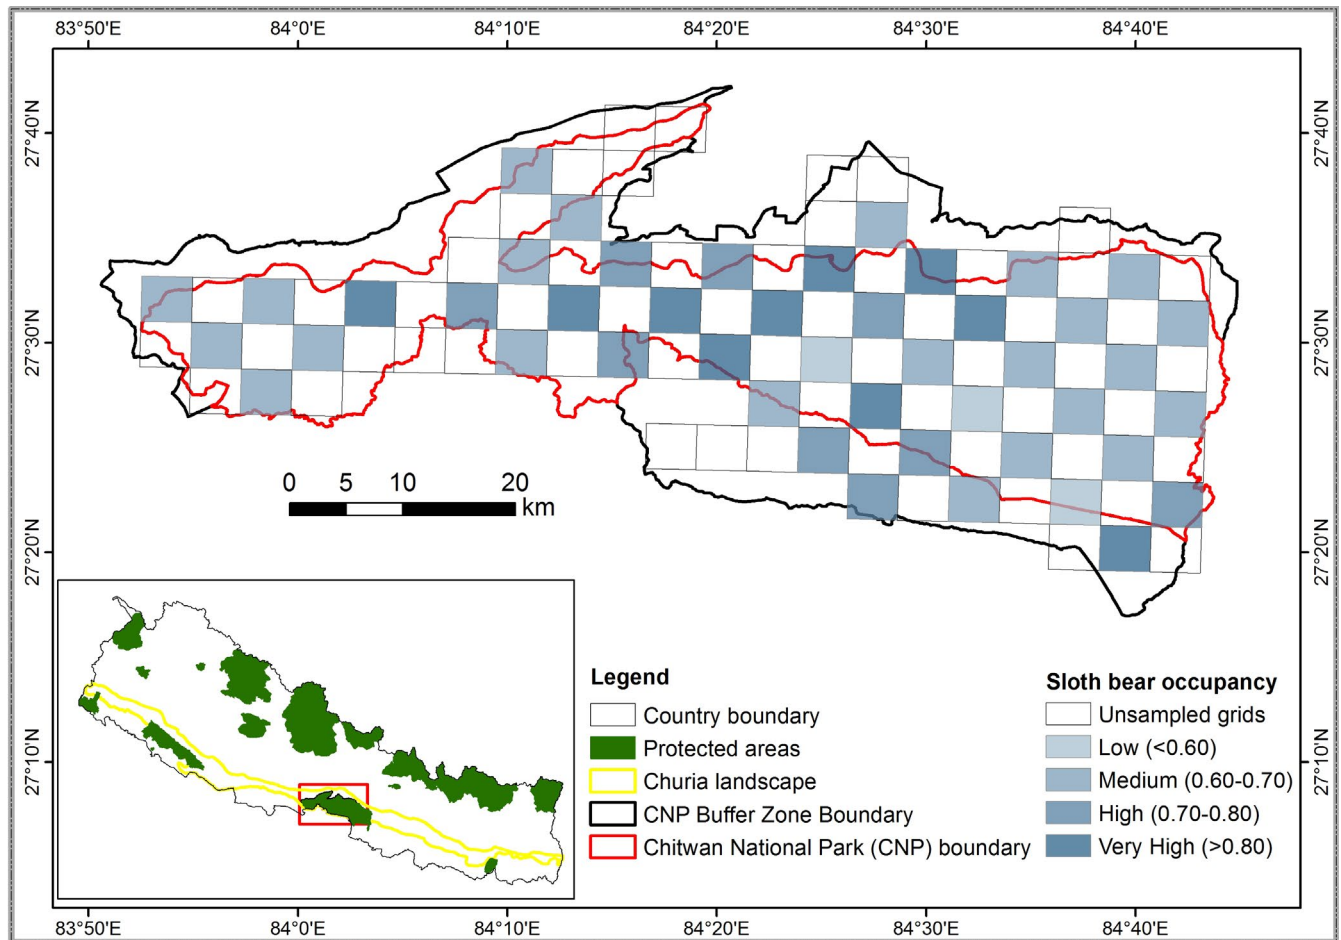 83°50'E 84°0'E 84°10'E 84°20'E 84°30'E 84°40'E
27°40'N 27°40'N
27°30'N 27°30'N
0 5 10 20
km
27°20'N 27°20'N
Legend
Country boundary
Protected areas
Churia landscape
CNP Buffer Zone Boundary
Chitwan National Park (CNP) boundary
Sloth bear occupancy
Unsampled grids
Low (<0.60)
Medium (0.60-0.70)
High (0.70-0.80)
Very High (>0.80)
27°10'N 27°10'N
83°50'E 84°0'E 84°10'E 84°20'E 84°30'E 84°40'E